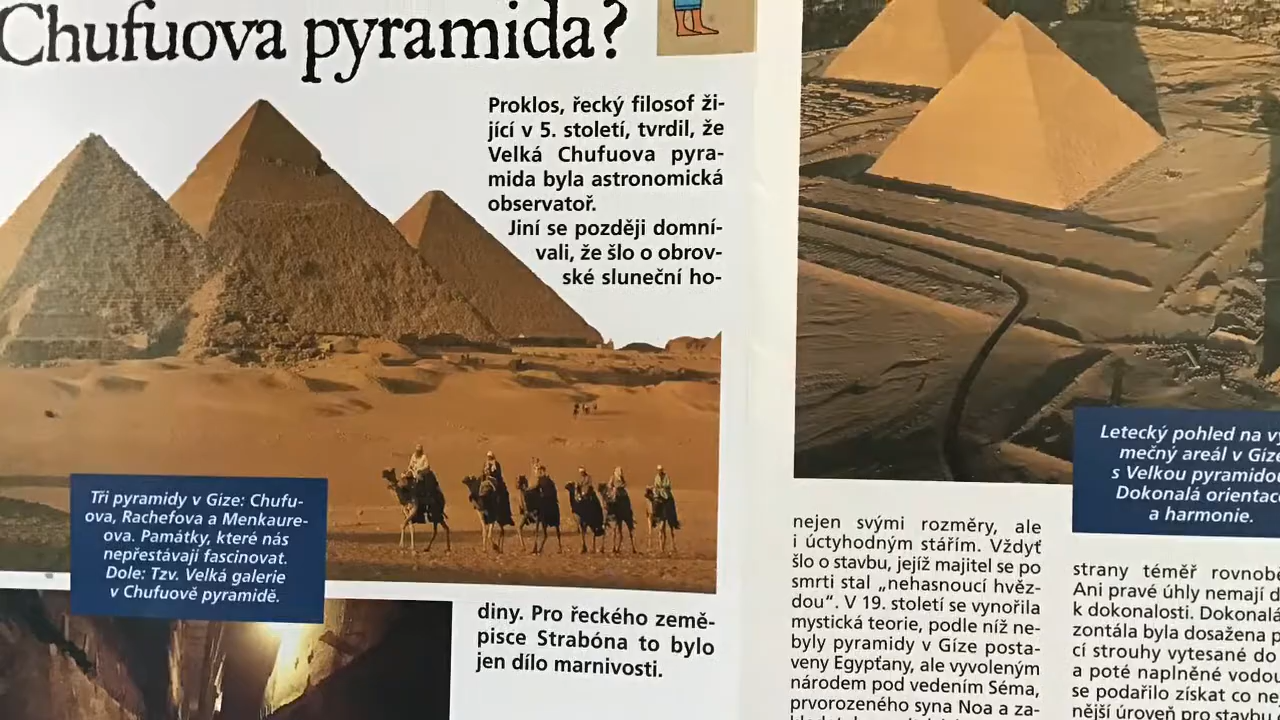 Chufuova pyramida?
Proklos, řecký filosof ži-
jící v 5. století, tvrdil, že
Velká Chufuova pyra-
mida byla astronomická
observatoř.
Jiní se později domní-
vali, že šlo o obrov-
ské sluneční ho-
Tři pyramidy v Gíze: Chufu-
ova, Rachefova a Menkaure-
ova. Památky, které nás
nepřestávají fascinovat.
Dole: Tzv. Velká galerie
v Chufuově pyramidě.
diny. Pro řeckého země-
pisce Strabóna to bylo
jen dílo marnivosti.
Letecký pohled na vý
mečný areál v Gíze
s Velkou pyramidou
Dokonalá orientac
a harmonie.
nejen svými rozměry, ale
i úctyhodným stářím. Vždyť
šlo o stavbu, jejíž majitel se po
smrti stal „nehasnoucí hvěz-
dou“. V 19. století se vynořila
mystická teorie, podle níž ne-
byly pyramidy v Gíze posta-
veny Egypťany, ale vyvoleným
národem pod vedením Séma,
prvorozeného syna Noa a za-
strany téměř rovnobě
Ani pravé úhly nemají d
k dokonalosti. Dokonalá
zontála byla dosažena p
cí strouhy vytesané do
a poté naplněné vodou
se podařilo získat co ne
nější úroveň pro stavbu